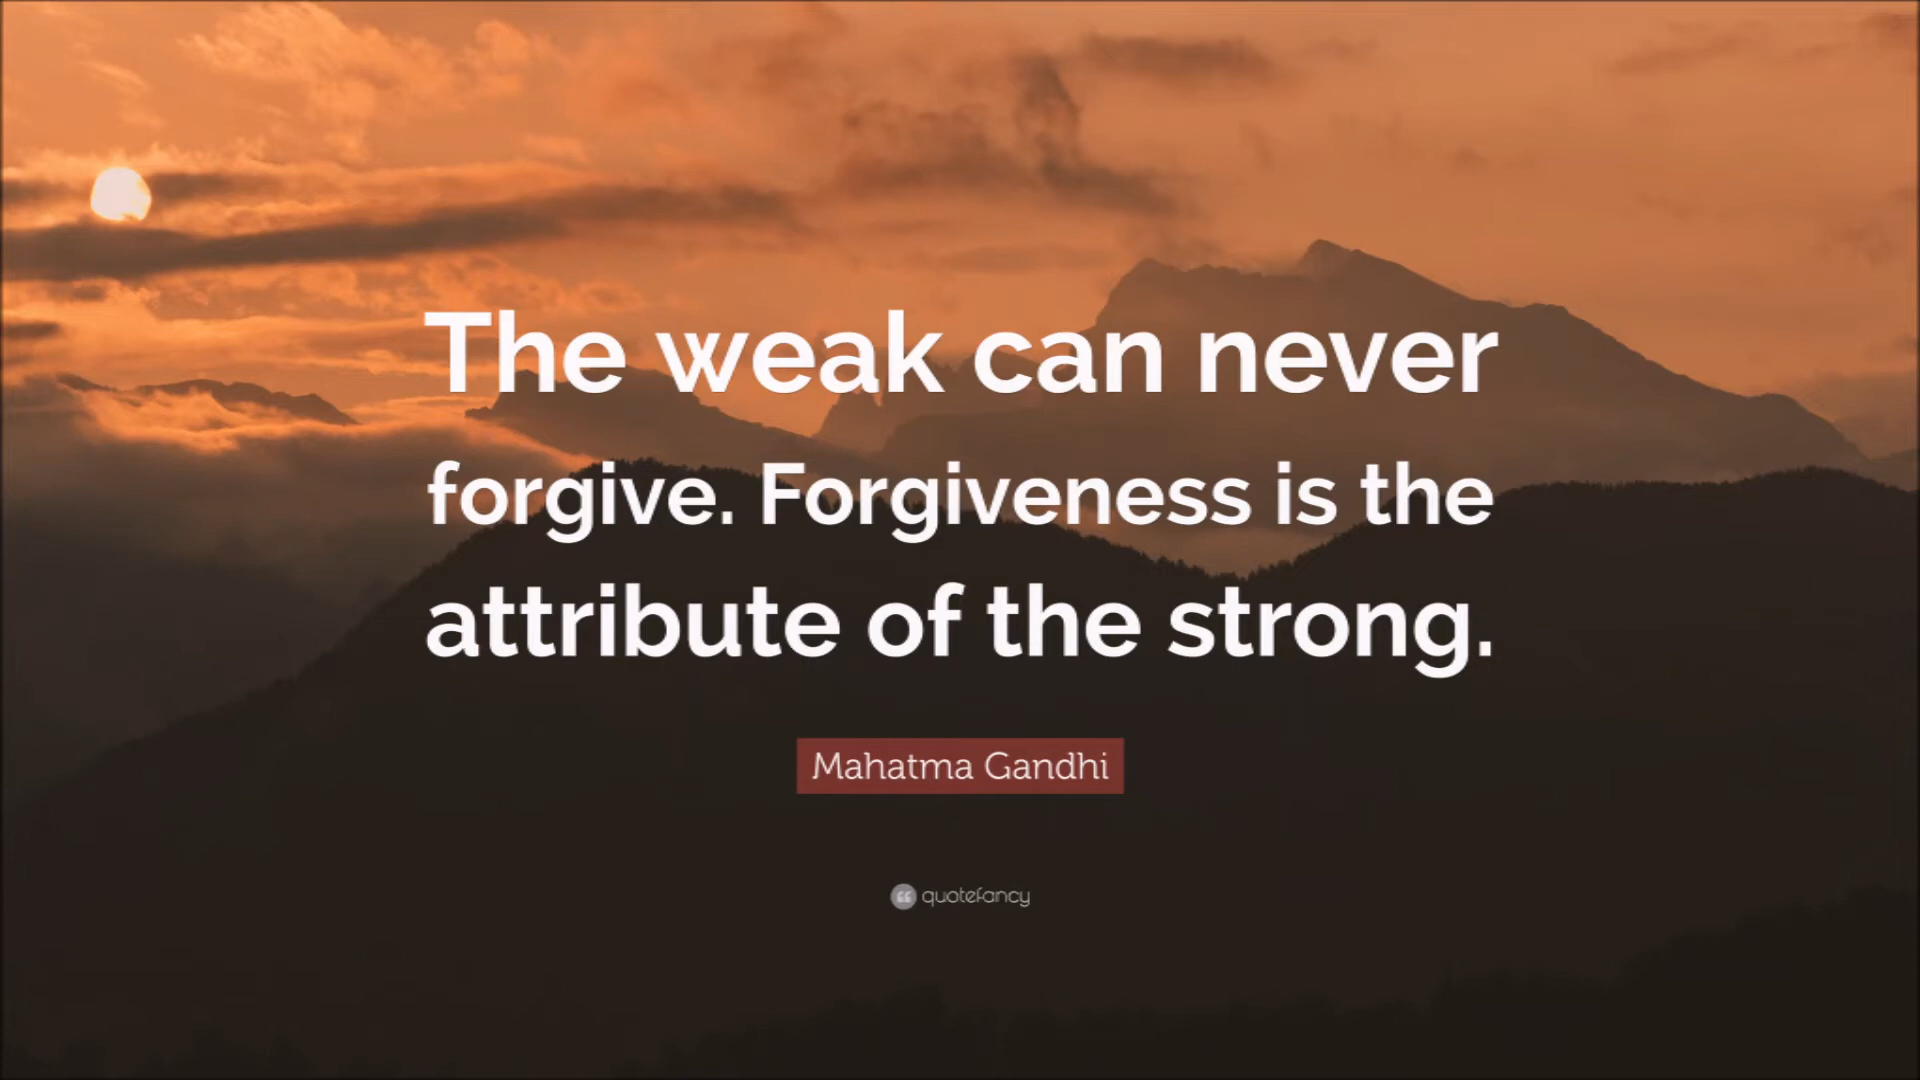 The weak can never
forgive. Forgiveness is the
attribute of the strong.
Mahatma Gandhi
quotefancy